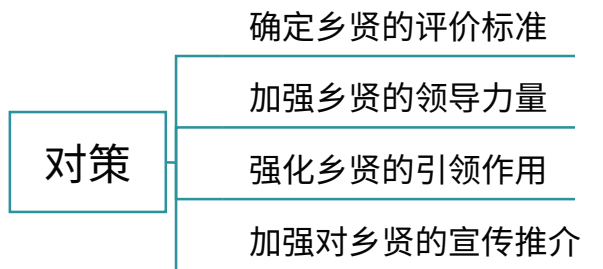 确定乡贤的评价标准
加强乡贤的领导力量
对策
强化乡贤的引领作用
加强对乡贤的宣传推介